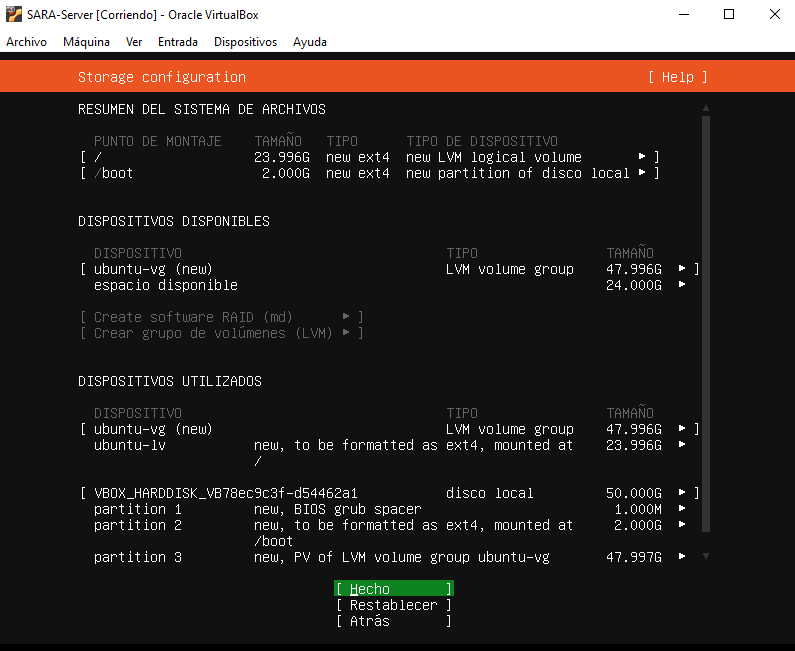 SARA-Server [Corriendo] - Oracle VirtualBox
Archivo Máquina Ver Entrada Dispositivos Ayuda
Storage configuration [ Help ]
RESUMEN DEL SISTEMA DE ARCHIVOS
PUNTO DE MONTAJE TAMAÑO TIPO TIPO DE DISPOSITIVO
[ / 23.996G new ext4 new LVM logical volume ▸ ]
[ /boot 2.000G new ext4 new partition of disco local ▸ ]
DISPOSITIVOS DISPONIBLES
DISPOSITIVO TIPO TAMAÑO
[ ubuntu-vg (new) LVM volume group 47.996G ▸ ]
espacio disponible 24.000G ▸
[ Create software RAID (md) ▸ ]
[ Crear grupo de volúmenes (LVM) ▸ ]
DISPOSITIVOS UTILIZADOS
DISPOSITIVO TIPO TAMAÑO
[ ubuntu-vg (new) LVM volume group 47.996G ▸ ]
ubuntu-lv new, to be formatted as ext4, mounted at 23.996G ▸
/
[ VBOX_HARDDISK_VB78ec9c3f-d54462a1 disco local 50.000G ▸ ]
partition 1 new, BIOS grub spacer 1.000M ▸
partition 2 new, to be formatted as ext4, mounted at 2.000G ▸
/boot
partition 3 new, PV of LVM volume group ubuntu-vg 47.997G ▸
[ Hecho ]
[ Restablecer ]
[ Atrás ]